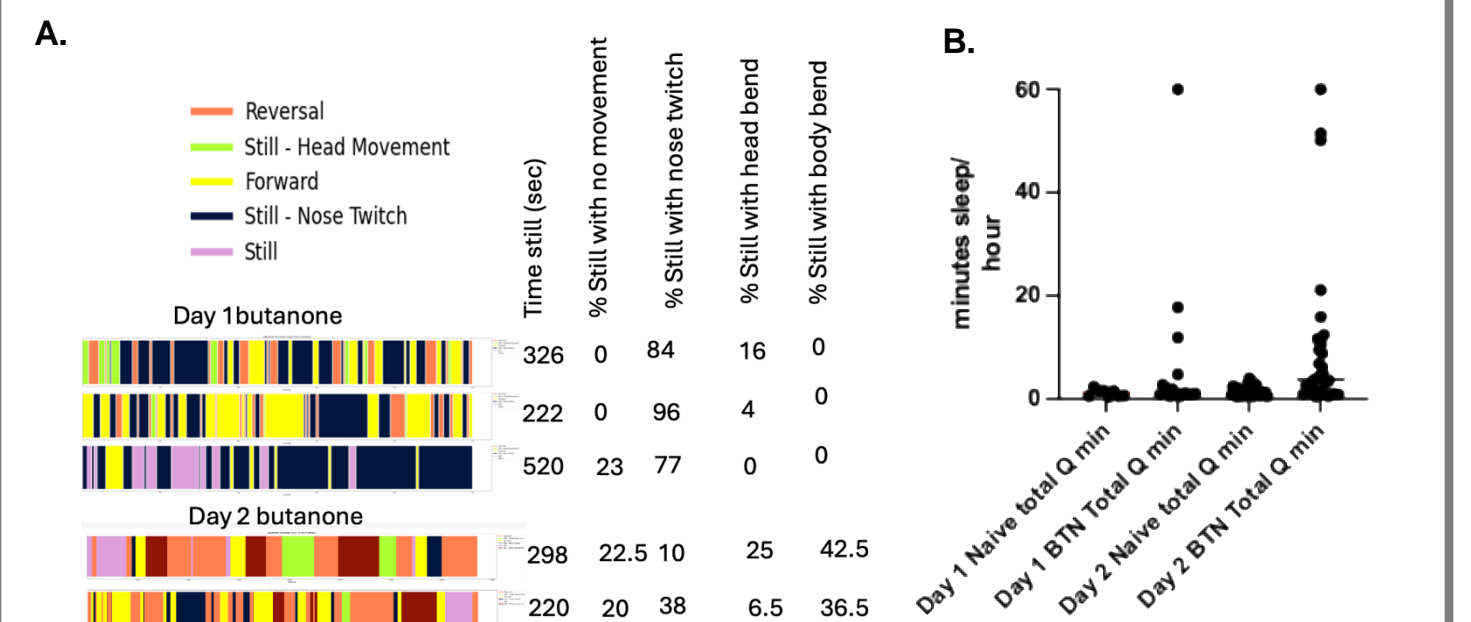 A.
Reversal
Still - Head Movement
Forward
Still - Nose Twitch
Still
Time still (sec)
% Still with no movement
% Still with nose twitch
% Still with head bend
% Still with body bend
Day 1butanone
326 0 84 16 0
222 0 96 4 0
520 23 77 0 0
Day 2 butanone
298 22.5 10 25 42.5
220 20 38 6.5 36.5
B.
minutes sleep/
hour
60
40
20
0
Day 1 Naive total Q min
Day 1 BTN Total Q min
Day 2 Naive total Q min
Day 2 BTN Total Q min